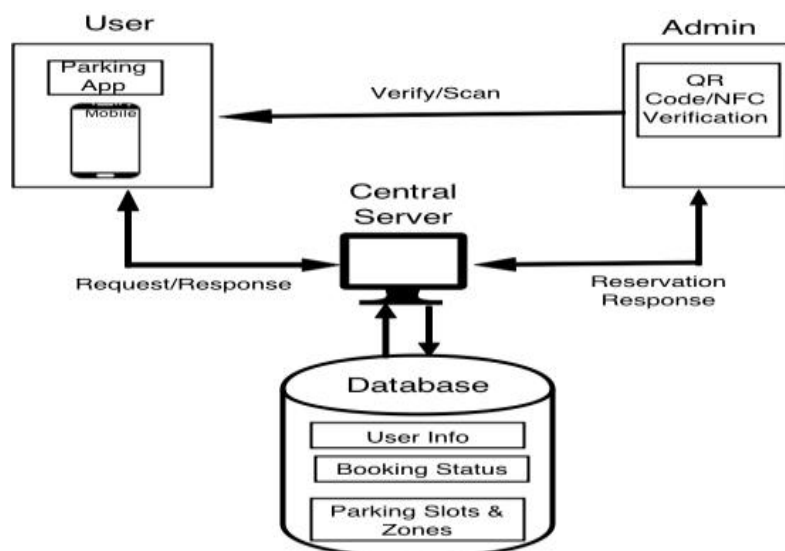 User
Admin
Parking
App
Mobile
QR
Code/NFC
Verification
Verify/Scan
Central
Server
Request/Response
Reservation
Response
Database
User Info
Booking Status
Parking Slots &
Zones